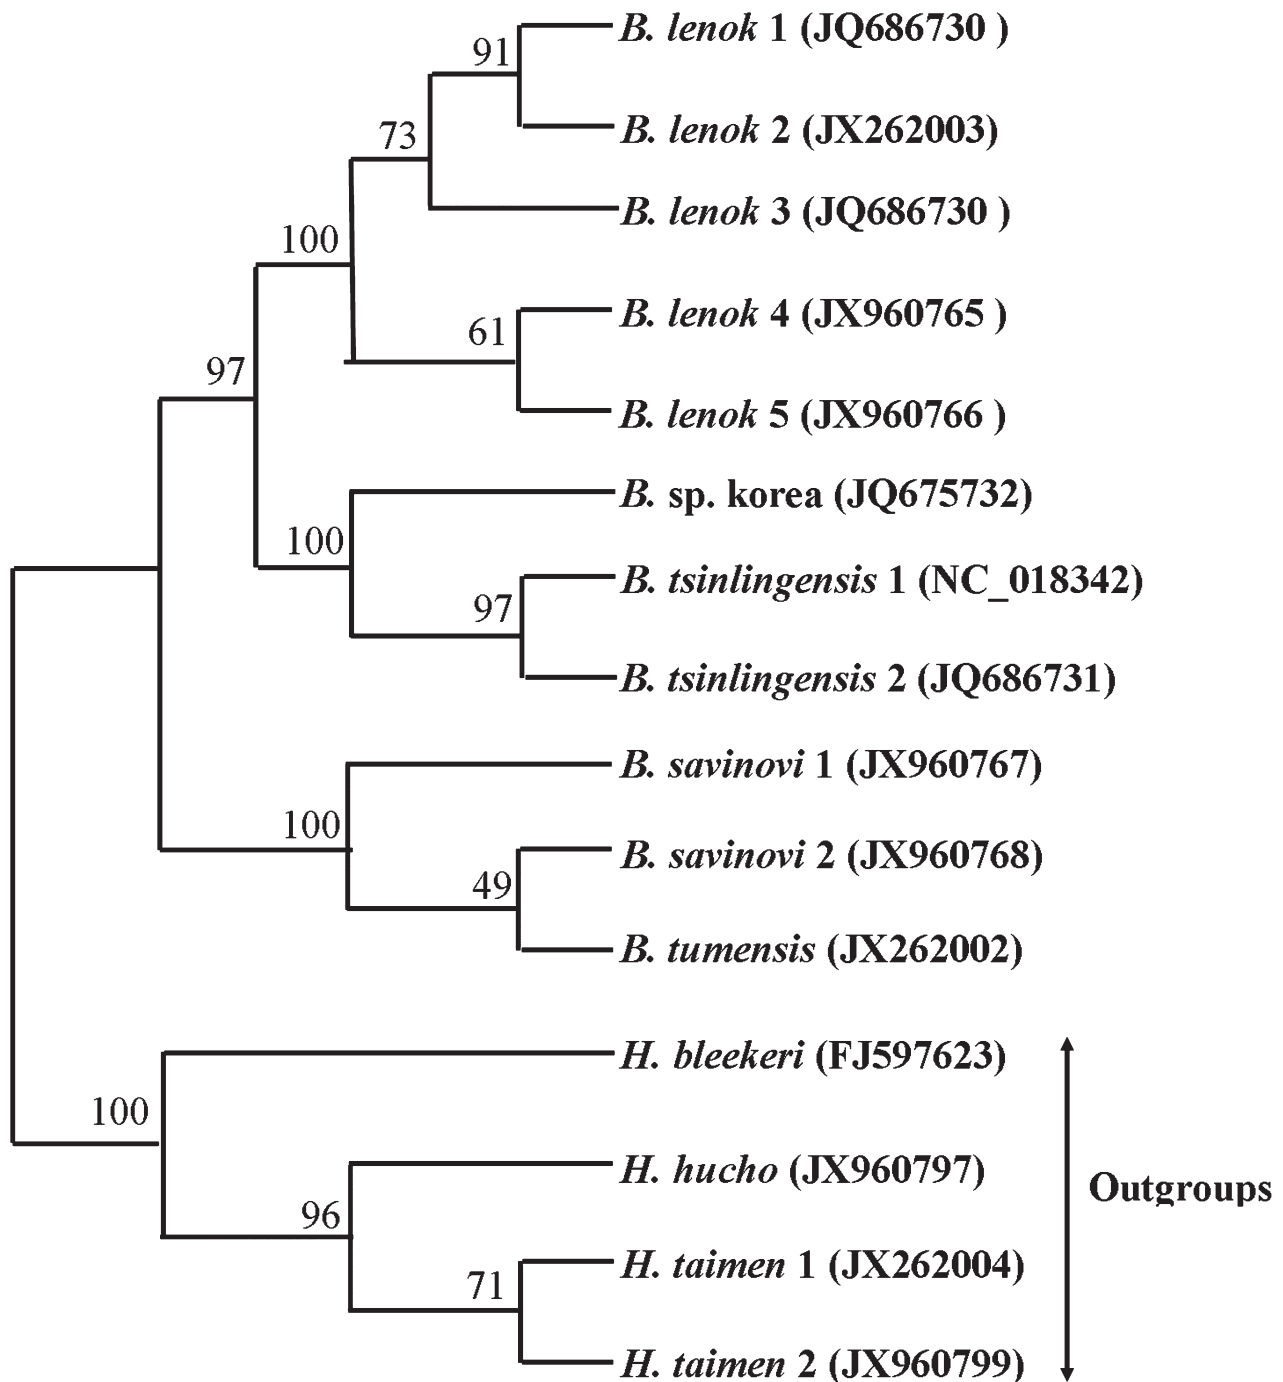 B. lenok 1 (JQ686730 )
91
B. lenok 2 (JX262003)
73
B. lenok 3 (JQ686730 )
100
B. lenok 4 (JX960765 )
61
97
B. lenok 5 (JX960766 )
B. sp. korea (JQ675732)
100
B. tsinlingensis 1 (NC_018342)
97
B. tsinlingensis 2 (JQ686731)
B. savinovi 1 (JX960767)
100
B. savinovi 2 (JX960768)
49
B. tumensis (JX262002)
H. bleekeri (FJ597623)
100
H. hucho (JX960797)
Outgroups
96
H. taimen 1 (JX262004)
71
H. taimen 2 (JX960799)